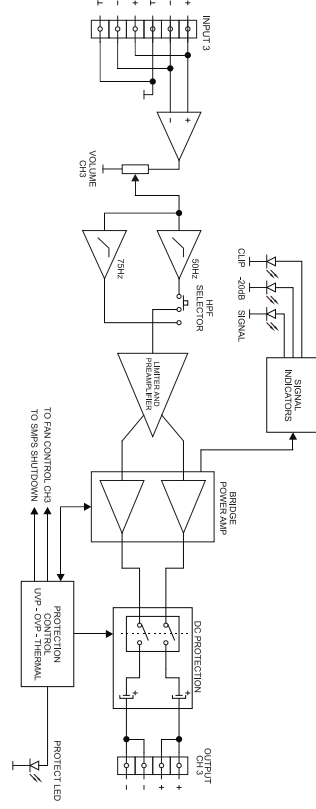 INPUT 3
T - + T - +
+
-
VOLUME
CH3
50Hz
75Hz
HPF
SELECTOR
CLIP
-20dB
SIGNAL
SIGNAL
INDICATORS
LIMITER AND
PREAMPLIFIER
BRIDGE
POWER AMP
TO FAN CONTROL CH3
TO SMPS SHUTDOWN
PROTECTION
CONTROL
UVP - OVP - THERMAL
PROTECT LED
DC PROTECTION
+
+
OUTPUT
CH 3
- - + +